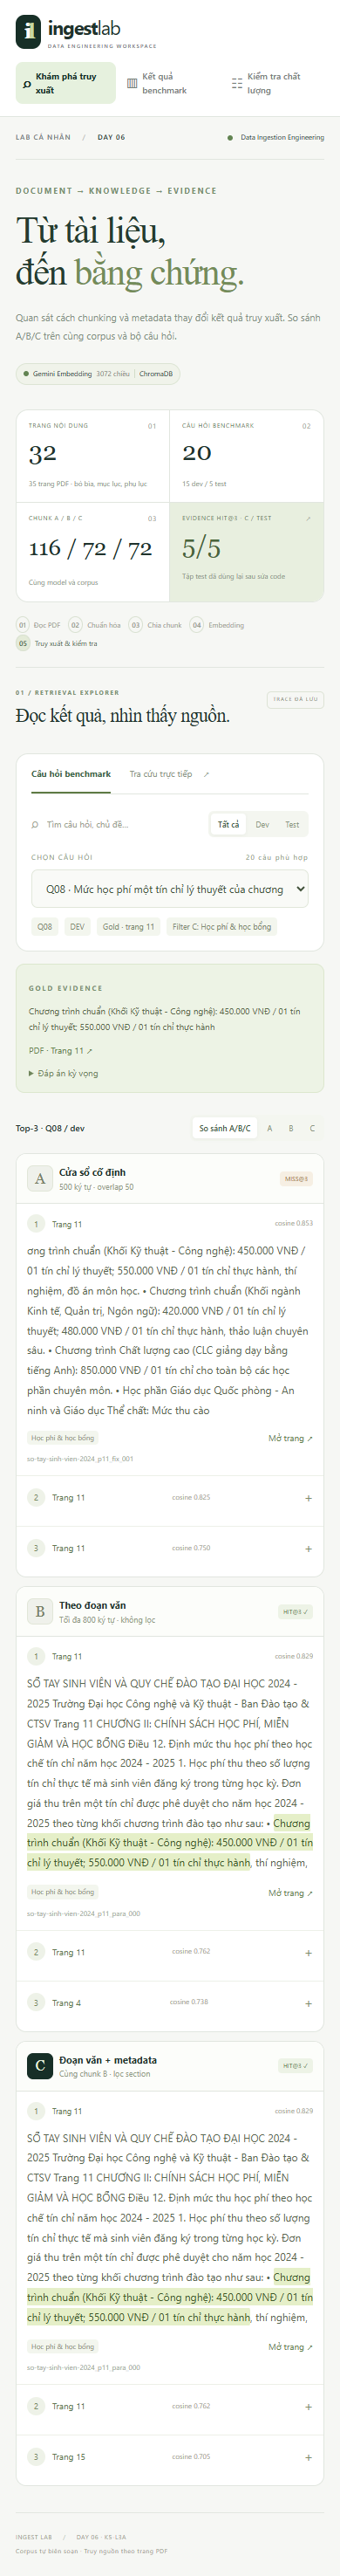 ingestlab
DATA ENGINEERING WORKSPACE
Khám phá truy
xuất
Kết quả
benchmark
Kiểm tra chất
lượng
LAB CÁ NHÂN / DAY 06
Data Ingestion Engineering
DOCUMENT → KNOWLEDGE → EVIDENCE
Từ tài liệu,
đến bằng chứng.
Quan sát cách chunking và metadata thay đổi kết quả truy xuất. So sánh
A/B/C trên cùng corpus và bộ câu hỏi.
Gemini Embedding 3072 chiều | ChromaDB
TRANG NỘI DUNG 01
32
35 trang PDF · bỏ bìa, mục lục, phụ lục
CÂU HỎI BENCHMARK 02
20
15 dev / 5 test
CHUNK A / B / C 03
116 / 72 / 72
Cùng model và corpus
EVIDENCE HIT@3 · C / TEST ↗
5/5
Tập test đã dùng lại sau sửa code
01 Đọc PDF 02 Chuẩn hóa 03 Chia chunk 04 Embedding
05 Truy xuất & kiểm tra
01 / RETRIEVAL EXPLORER
Đọc kết quả, nhìn thấy nguồn.
TRACE ĐÃ LƯU
Câu hỏi benchmark Tra cứu trực tiếp ↗
Tìm câu hỏi, chủ đề...
Tất cả Dev Test
CHỌN CÂU HỎI 20 câu phù hợp
Q08 · Mức học phí một tín chỉ lý thuyết của chương
Q08 DEV Gold · trang 11 Filter C: Học phí & học bổng
GOLD EVIDENCE
Chương trình chuẩn (Khối Kỹ thuật - Công nghệ): 450.000 VNĐ / 01 tín
chỉ lý thuyết; 550.000 VNĐ / 01 tín chỉ thực hành
PDF · Trang 11 ↗
▶ Đáp án kỳ vọng
Top-3 · Q08 / dev
So sánh A/B/C A B C
A Cửa sổ cố định
500 ký tự · overlap 50
MISS@3
1 Trang 11 cosine 0.853
ơng trình chuẩn (Khối Kỹ thuật - Công nghệ): 450.000 VNĐ /
01 tín chỉ lý thuyết; 550.000 VNĐ / 01 tín chỉ thực hành, thí
nghiệm, đồ án môn học. • Chương trình chuẩn (Khối ngành
Kinh tế, Quản trị, Ngôn ngữ): 420.000 VNĐ / 01 tín chỉ lý
thuyết; 480.000 VNĐ / 01 tín chỉ thực hành, thảo luận chuyên
sâu. • Chương trình Chất lượng cao (CLC giảng dạy bằng
tiếng Anh): 850.000 VNĐ / 01 tín chỉ cho toàn bộ các học
phần chuyên môn. • Học phần Giáo dục Quốc phòng - An
ninh và Giáo dục Thể chất: Mức thu cào
Học phí & học bổng Mở trang ↗
so-tay-sinh-vien-2024_p11_fix_001
2 Trang 11 cosine 0.825 +
3 Trang 11 cosine 0.750 +
B Theo đoạn văn
Tối đa 800 ký tự · không lọc
HIT@3 ✓
1 Trang 11 cosine 0.829
SỔ TAY SINH VIÊN VÀ QUY CHẾ ĐÀO TẠO ĐẠI HỌC 2024 -
2025 Trường Đại học Công nghệ và Kỹ thuật - Ban Đào tạo &
CTSV Trang 11 CHƯƠNG II: CHÍNH SÁCH HỌC PHÍ, MIỄN
GIẢM VÀ HỌC BỔNG Điều 12. Định mức thu học phí theo học
chế tín chỉ năm học 2024 - 2025 1. Học phí thu theo số lượng
tín chỉ thực tế mà sinh viên đăng ký trong từng học kỳ. Đơn
giá thu trên một tín chỉ được phê duyệt cho năm học 2024 -
2025 theo từng khối chương trình đào tạo như sau: • Chương
trình chuẩn (Khối Kỹ thuật - Công nghệ): 450.000 VNĐ / 01 tín
chỉ lý thuyết; 550.000 VNĐ / 01 tín chỉ thực hành, thí nghiệm,
Học phí & học bổng Mở trang ↗
so-tay-sinh-vien-2024_p11_para_000
2 Trang 11 cosine 0.762 +
3 Trang 4 cosine 0.738 +
C Đoạn văn + metadata
Cùng chunk B · lọc section
HIT@3 ✓
1 Trang 11 cosine 0.829
SỔ TAY SINH VIÊN VÀ QUY CHẾ ĐÀO TẠO ĐẠI HỌC 2024 -
2025 Trường Đại học Công nghệ và Kỹ thuật - Ban Đào tạo &
CTSV Trang 11 CHƯƠNG II: CHÍNH SÁCH HỌC PHÍ, MIỄN
GIẢM VÀ HỌC BỔNG Điều 12. Định mức thu học phí theo học
chế tín chỉ năm học 2024 - 2025 1. Học phí thu theo số lượng
tín chỉ thực tế mà sinh viên đăng ký trong từng học kỳ. Đơn
giá thu trên một tín chỉ được phê duyệt cho năm học 2024 -
2025 theo từng khối chương trình đào tạo như sau: • Chương
trình chuẩn (Khối Kỹ thuật - Công nghệ): 450.000 VNĐ / 01 tín
chỉ lý thuyết; 550.000 VNĐ / 01 tín chỉ thực hành, thí nghiệm,
Học phí & học bổng Mở trang ↗
so-tay-sinh-vien-2024_p11_para_000
2 Trang 11 cosine 0.762 +
3 Trang 15 cosine 0.705 +
INGEST LAB / DAY 06 · KS-L3A
Corpus tự biên soạn · Truy nguồn theo trang PDF